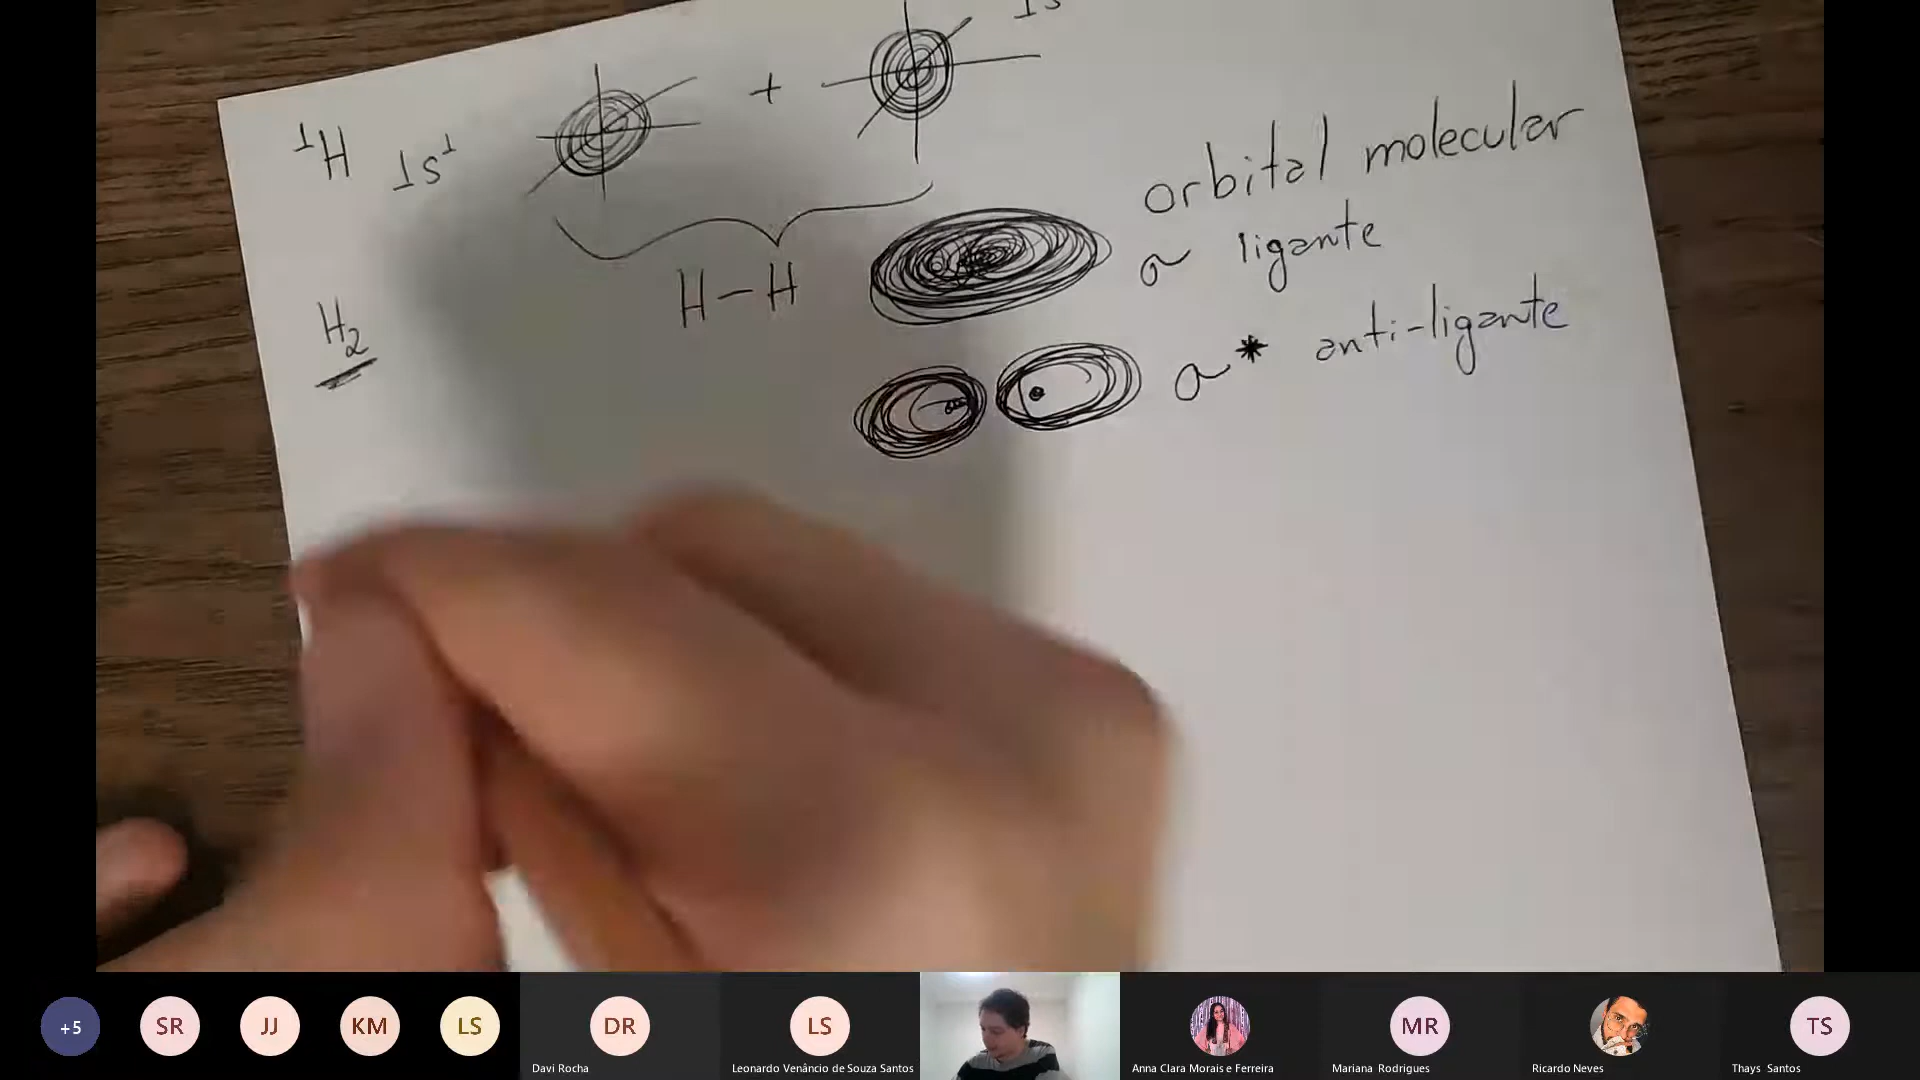 1s
+
¹H 1s¹
orbital molecular
H–H
σ ligante
H₂
σ* anti-ligante
+5 SR JJ KM LS DR LS MR TS
Davi Rocha
Leonardo Venâncio de Souza Santos
Anna Clara Morais e Ferreira
Mariana Rodrigues
Ricardo Neves
Thays Santos